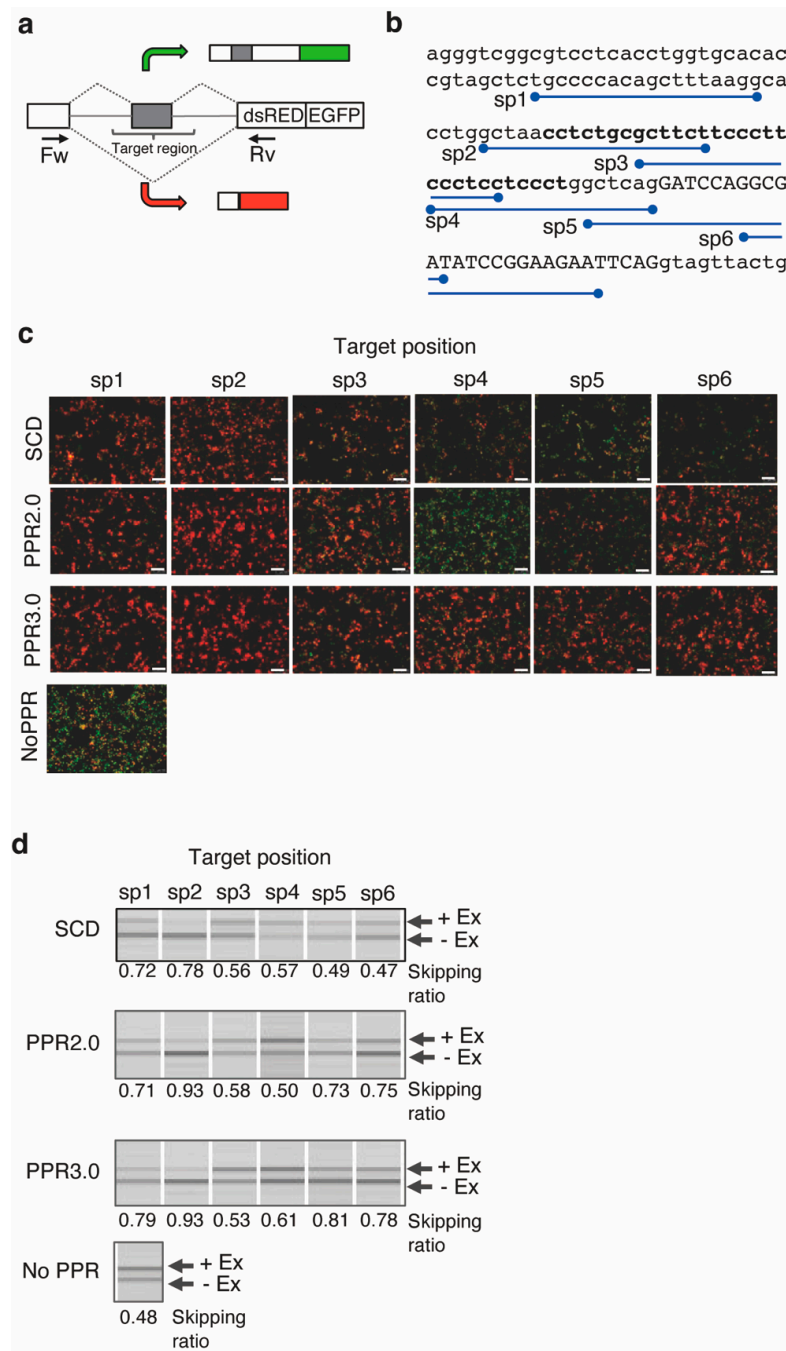 a
dsRED EGFP
Fw
Target region
Rv
b
agggtcggcgtcctcacctggtgcacac
cgtagctctgccccacagctttaaggca
sp1
cctggctaacctctgcgcttcttccctt
sp2
sp3
ccctcctccctggctcagGATCCAGGCG
sp4
sp5
sp6
ATATCCGGAAGAATTCAGgtagttactg
c
Target position
sp1 sp2 sp3 sp4 sp5 sp6
SCD
PPR2.0
PPR3.0
NoPPR
d
Target position
sp1 sp2 sp3 sp4 sp5 sp6
SCD
+ Ex
- Ex
0.72 0.78 0.56 0.57 0.49 0.47 Skipping
ratio
PPR2.0
+ Ex
- Ex
0.71 0.93 0.58 0.50 0.73 0.75 Skipping
ratio
PPR3.0
+ Ex
- Ex
0.79 0.93 0.53 0.61 0.81 0.78 Skipping
ratio
No PPR
+ Ex
- Ex
0.48 Skipping
ratio